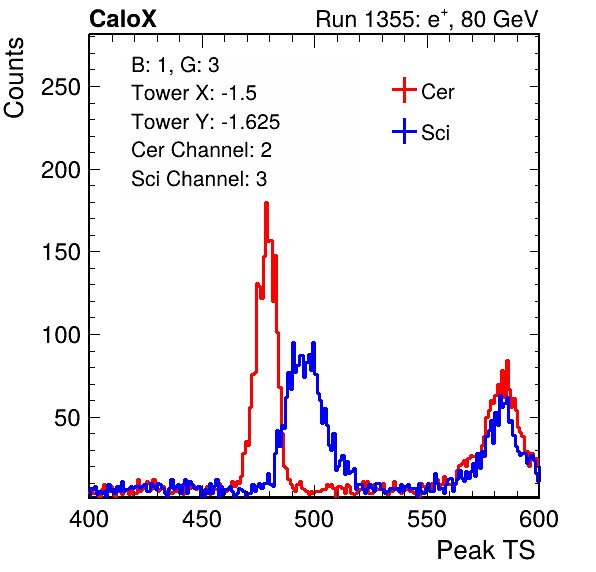 CaloX Run 1355: e⁺, 80 GeV
Counts
B: 1, G: 3
Tower X: -1.5
Tower Y: -1.625
Cer Channel: 2
Sci Channel: 3
Cer
Sci
250
200
150
100
50
400 450 500 550 600
Peak TS